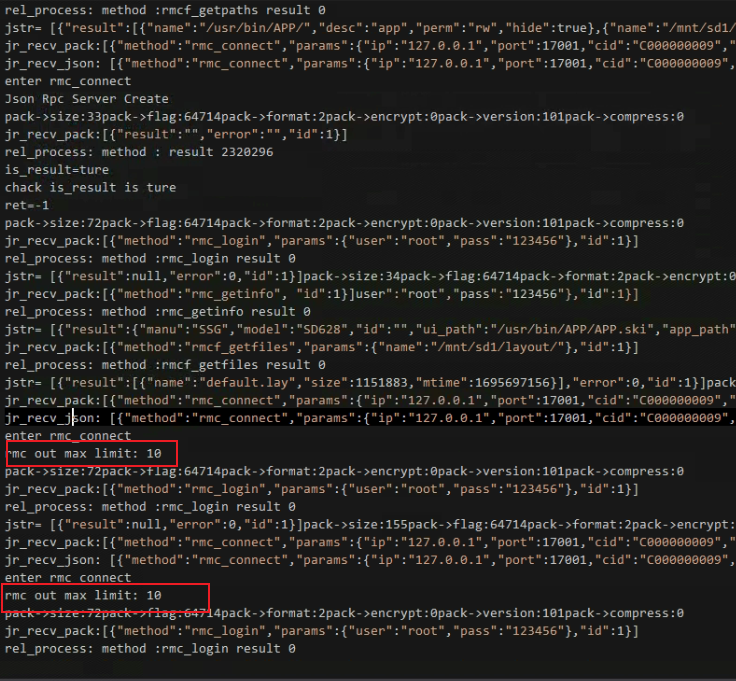 rel_process: method :rmcf_getpaths result 0
jstr= [{"result":[{"name":"/usr/bin/APP/","desc":"app","perm":"rw","hide":true},{"name":"/mnt/sd1/
jr_recv_pack:[{"method":"rmc_connect","params":{"ip":"127.0.0.1","port":17001,"cid":"C000000009","
jr_recv_json: [{"method":"rmc_connect","params":{"ip":"127.0.0.1","port":17001,"cid":"C000000009",
enter rmc_connect
Json Rpc Server Create
pack->size:33pack->flag:64714pack->format:2pack->encrypt:0pack->version:101pack->compress:0
jr_recv_pack:[{"result":"","error":"","id":1}]
rel_process: method : result 2320296
is_result=ture
chack is_result is ture
ret=-1
pack->size:72pack->flag:64714pack->format:2pack->encrypt:0pack->version:101pack->compress:0
jr_recv_pack:[{"method":"rmc_login","params":{"user":"root","pass":"123456"},"id":1}]
rel_process: method :rmc_login result 0
jstr= [{"result":null,"error":0,"id":1}]pack->size:34pack->flag:64714pack->format:2pack->encrypt:0
jr_recv_pack:[{"method":"rmc_getinfo", "id":1}]user":"root","pass":"123456"},"id":1}]
rel_process: method :rmc_getinfo result 0
jstr= [{"result":{"manu":"SSG","model":"SD628","id":"","ui_path":"/usr/bin/APP/APP.ski","app_path"
jr_recv_pack:[{"method":"rmcf_getfiles","params":{"name":"/mnt/sd1/layout/"},"id":1}]
rel_process: method :rmcf_getfiles result 0
jstr= [{"result":[{"name":"default.lay","size":1151883,"mtime":1695697156}],"error":0,"id":1}]pack
jr_recv_pack:[{"method":"rmc_connect","params":{"ip":"127.0.0.1","port":17001,"cid":"C000000009","
jr_recv_json: [{"method":"rmc_connect","params":{"ip":"127.0.0.1","port":17001,"cid":"C000000009",
enter rmc_connect
rmc out max limit: 10
pack->size:72pack->flag:64714pack->format:2pack->encrypt:0pack->version:101pack->compress:0
jr_recv_pack:[{"method":"rmc_login","params":{"user":"root","pass":"123456"},"id":1}]
rel_process: method :rmc_login result 0
jstr= [{"result":null,"error":0,"id":1}]pack->size:155pack->flag:64714pack->format:2pack->encrypt:
jr_recv_pack:[{"method":"rmc_connect","params":{"ip":"127.0.0.1","port":17001,"cid":"C000000009","
jr_recv_json: [{"method":"rmc_connect","params":{"ip":"127.0.0.1","port":17001,"cid":"C000000009",
enter rmc_connect
rmc out max limit: 10
pack->size:72pack->flag:64714pack->format:2pack->encrypt:0pack->version:101pack->compress:0
jr_recv_pack:[{"method":"rmc_login","params":{"user":"root","pass":"123456"},"id":1}]
rel_process: method :rmc_login result 0